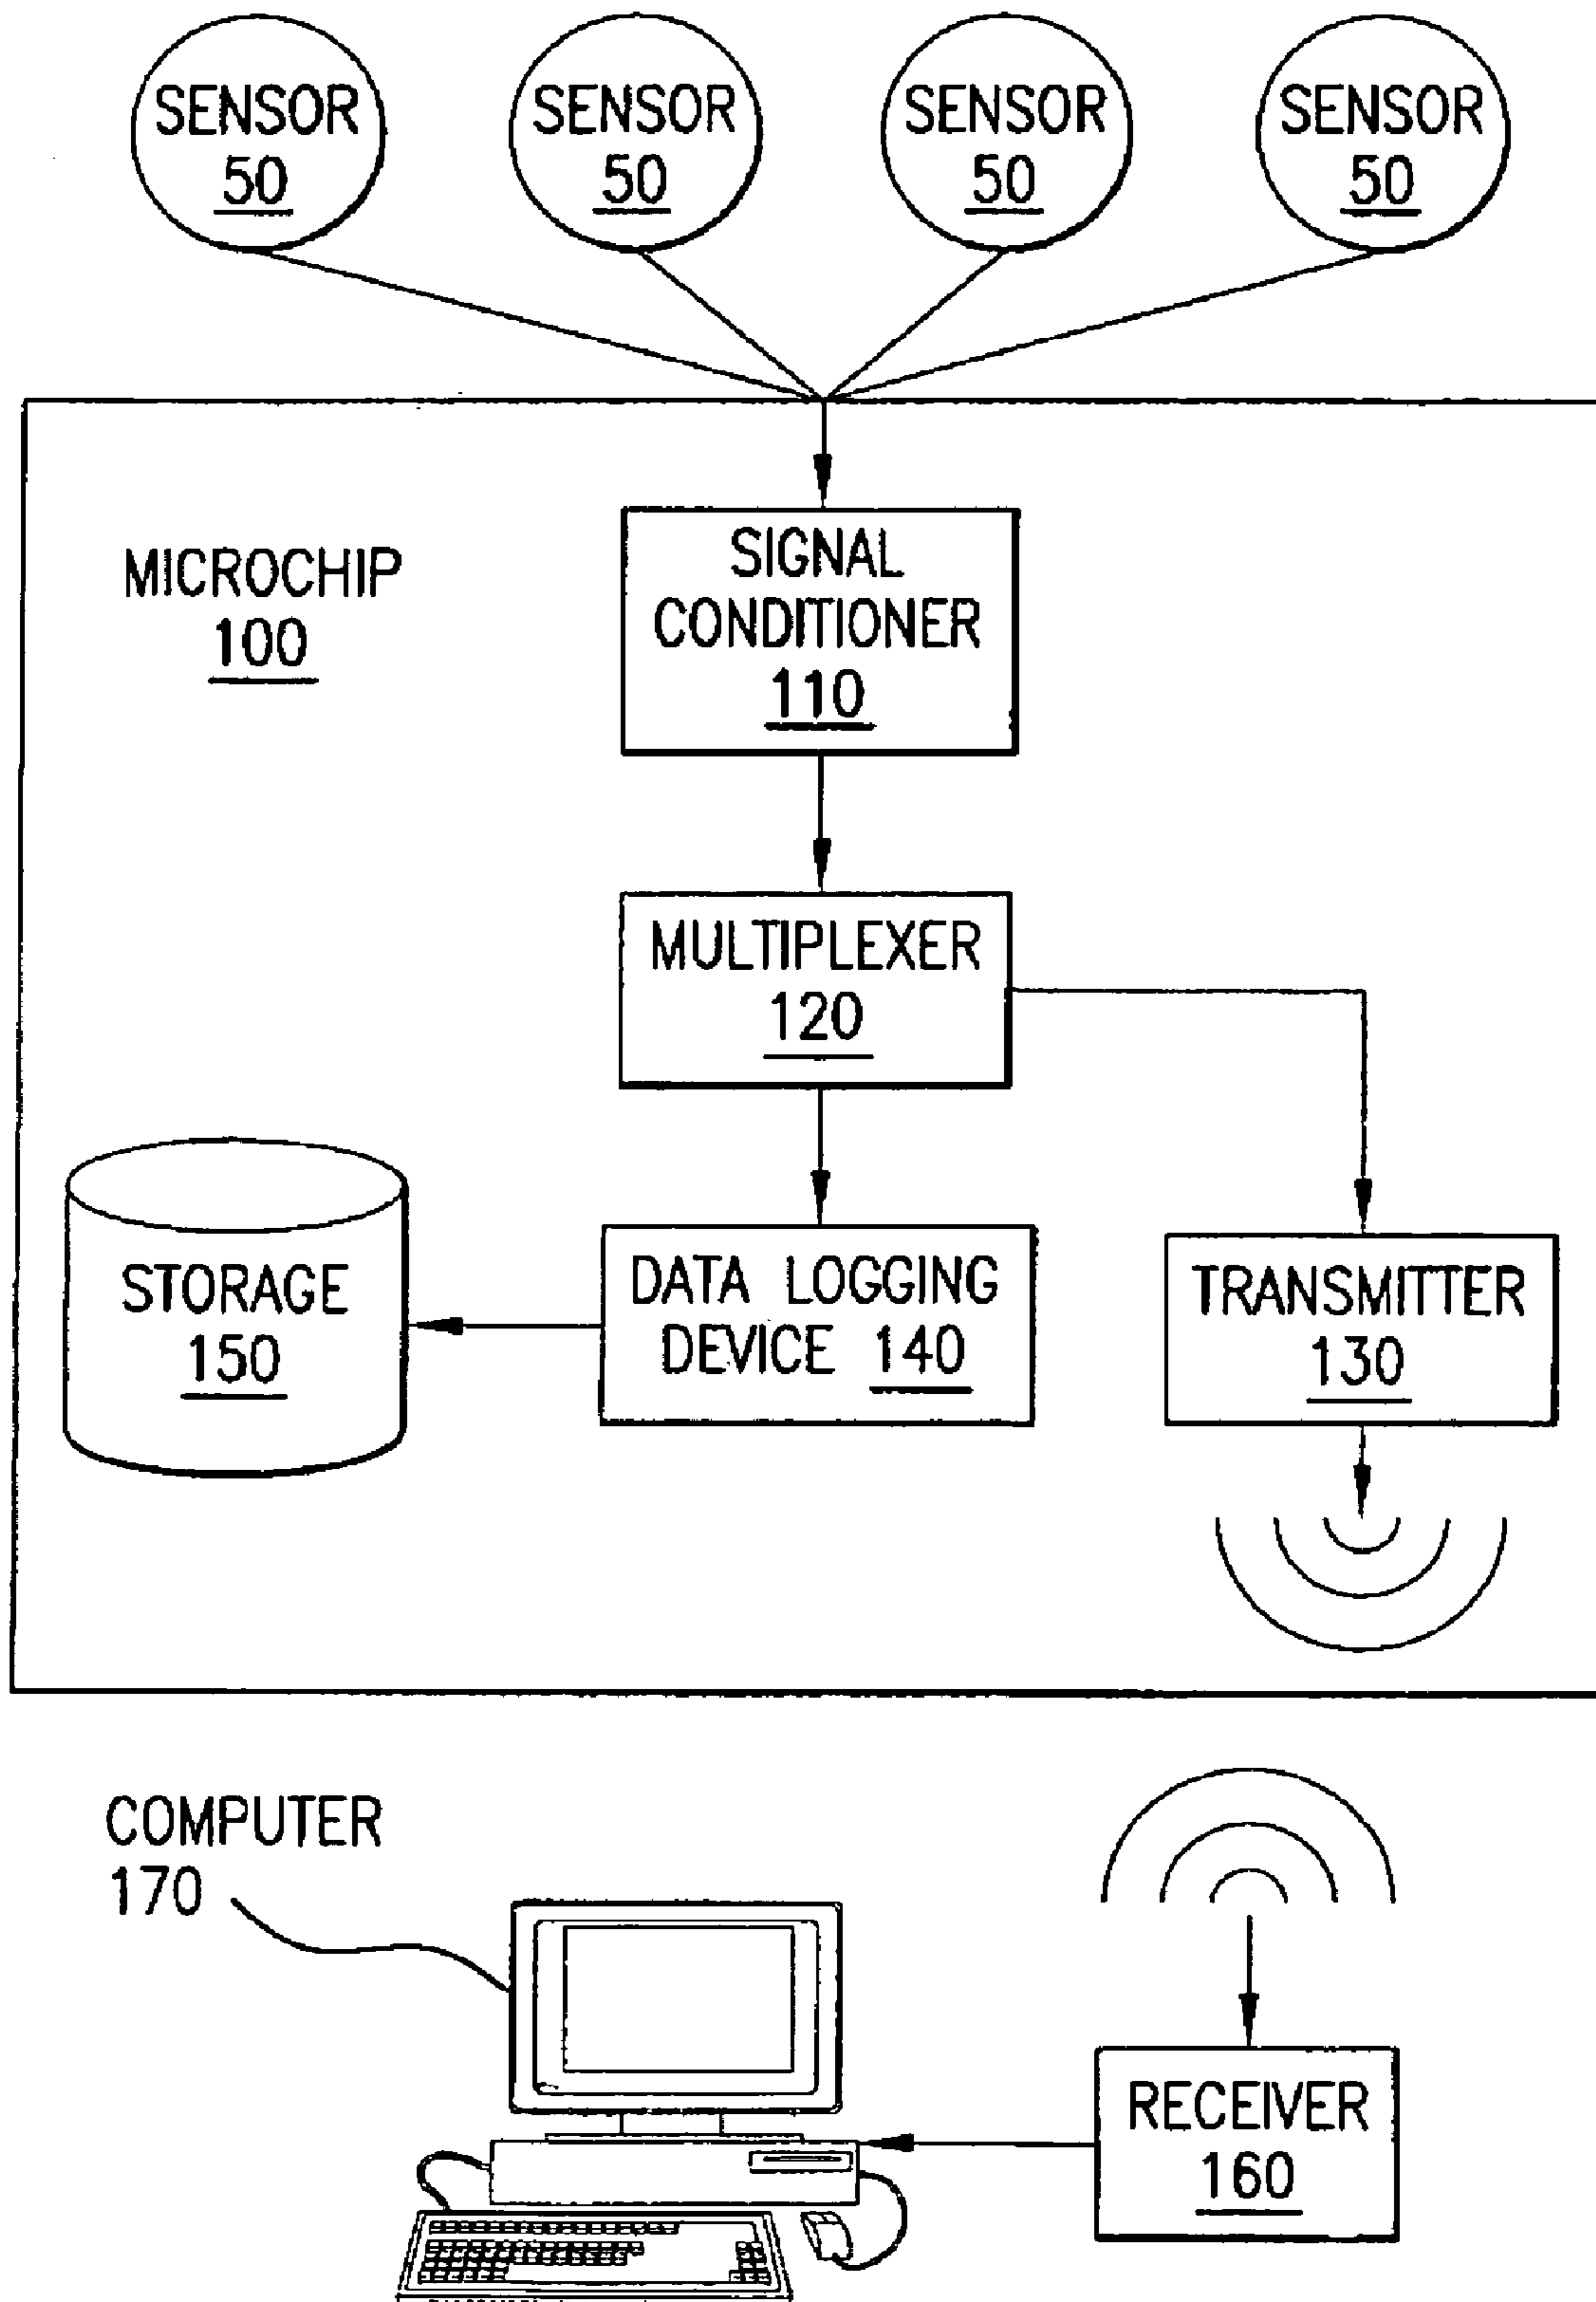 SENSOR
50
SENSOR
50
SENSOR
50
SENSOR
50
MICROCHIP
100
SIGNAL
CONDITIONER
110
MULTIPLEXER
120
STORAGE
150
DATA LOGGING
DEVICE 140
TRANSMITTER
130
COMPUTER
170
RECEIVER
160